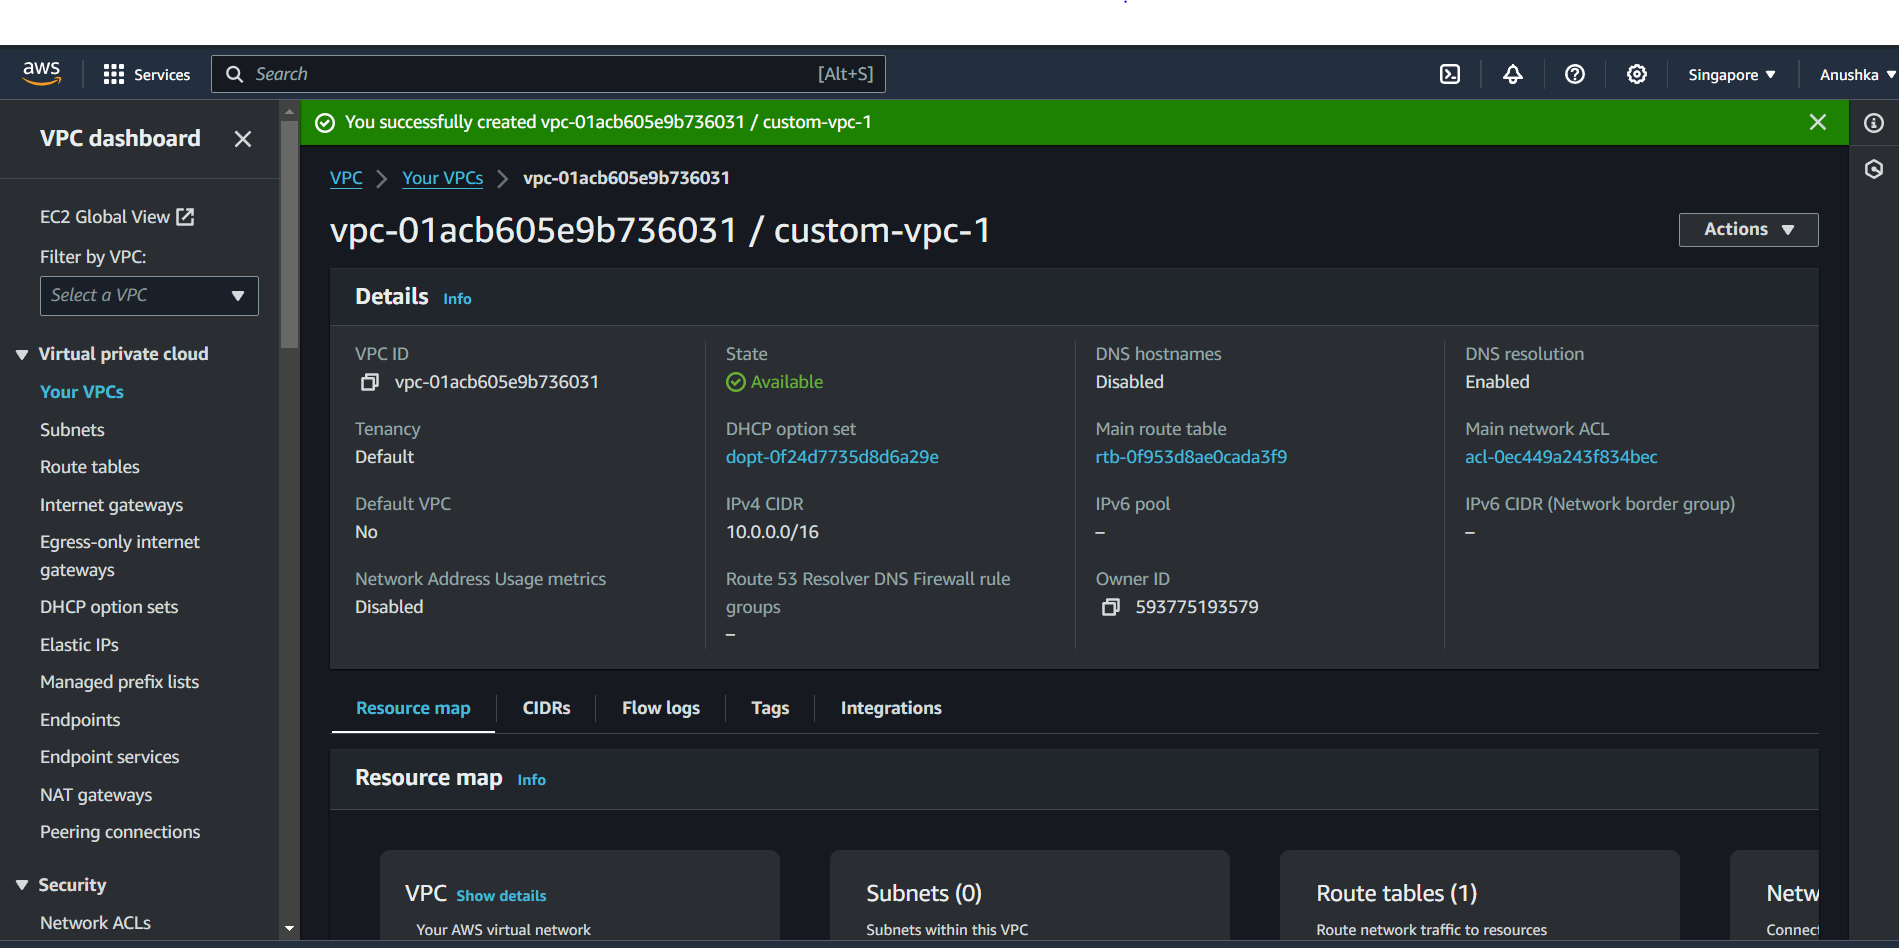 aws
Services
Search
[Alt+S]
Singapore
Anushka
VPC dashboard
EC2 Global View
Filter by VPC:
Select a VPC
Virtual private cloud
Your VPCs
Subnets
Route tables
Internet gateways
Egress-only internet
gateways
DHCP option sets
Elastic IPs
Managed prefix lists
Endpoints
Endpoint services
NAT gateways
Peering connections
Security
Network ACLs
You successfully created vpc-01acb605e9b736031 / custom-vpc-1
VPC
Your VPCs
vpc-01acb605e9b736031
vpc-01acb605e9b736031 / custom-vpc-1
Actions
Details Info
VPC ID
vpc-01acb605e9b736031
State
Available
DNS hostnames
Disabled
DNS resolution
Enabled
Tenancy
Default
DHCP option set
dopt-0f24d7735d8d6a29e
Main route table
rtb-0f953d8ae0cada3f9
Main network ACL
acl-0ec449a243f834bec
Default VPC
No
IPv4 CIDR
10.0.0.0/16
IPv6 pool
–
IPv6 CIDR (Network border group)
–
Network Address Usage metrics
Disabled
Route 53 Resolver DNS Firewall rule
groups
–
Owner ID
593775193579
Resource map
CIDRs
Flow logs
Tags
Integrations
Resource map Info
VPC Show details
Your AWS virtual network
Subnets (0)
Subnets within this VPC
Route tables (1)
Route network traffic to resources
Netw
Connect